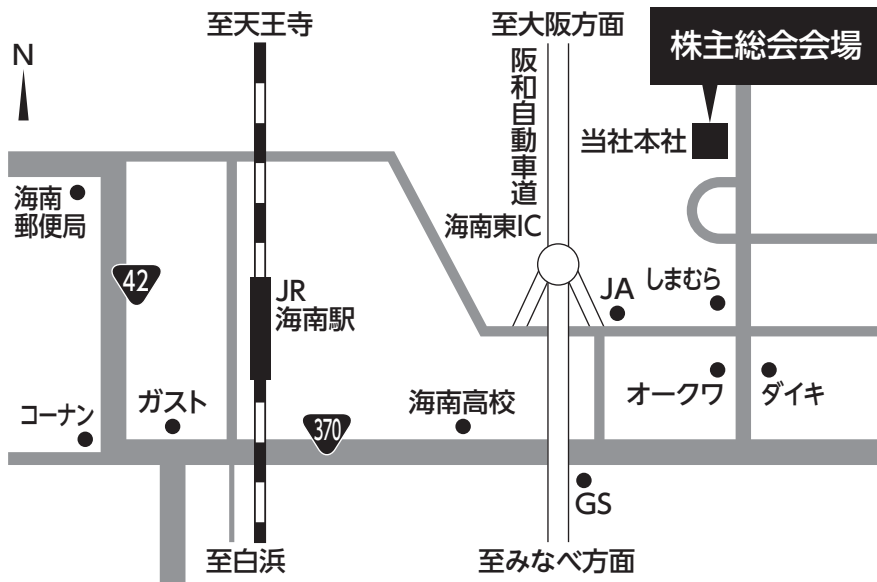 至天王寺
至大阪方面
株主総会会場
N
阪和自動車道
当社本社
海南
郵便局
海南東IC
42
JR
海南駅
JA
しまむら
コーナン
ガスト
370
海南高校
オークワ
ダイキ
GS
至白浜
至みなべ方面